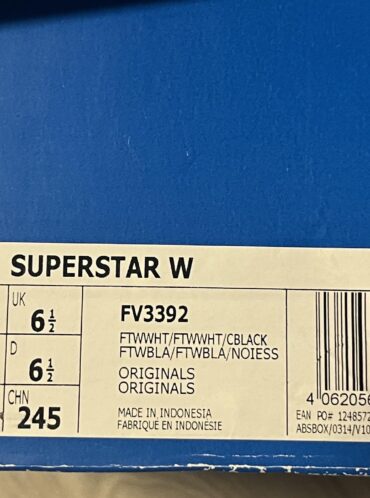 SUPERSTAR W
UK
6 1/2
D
6 1/2
CHN
245
FV3392
FTWWHT/FTWWHT/CBLACK
FTWBLA/FTWBLA/NOIESS
ORIGINALS
ORIGINALS
MADE IN INDONESIA
FABRIQUE EN INDONÉSIE
4 062056
EAN PO# 1248572
ABSBOX/0314/V10